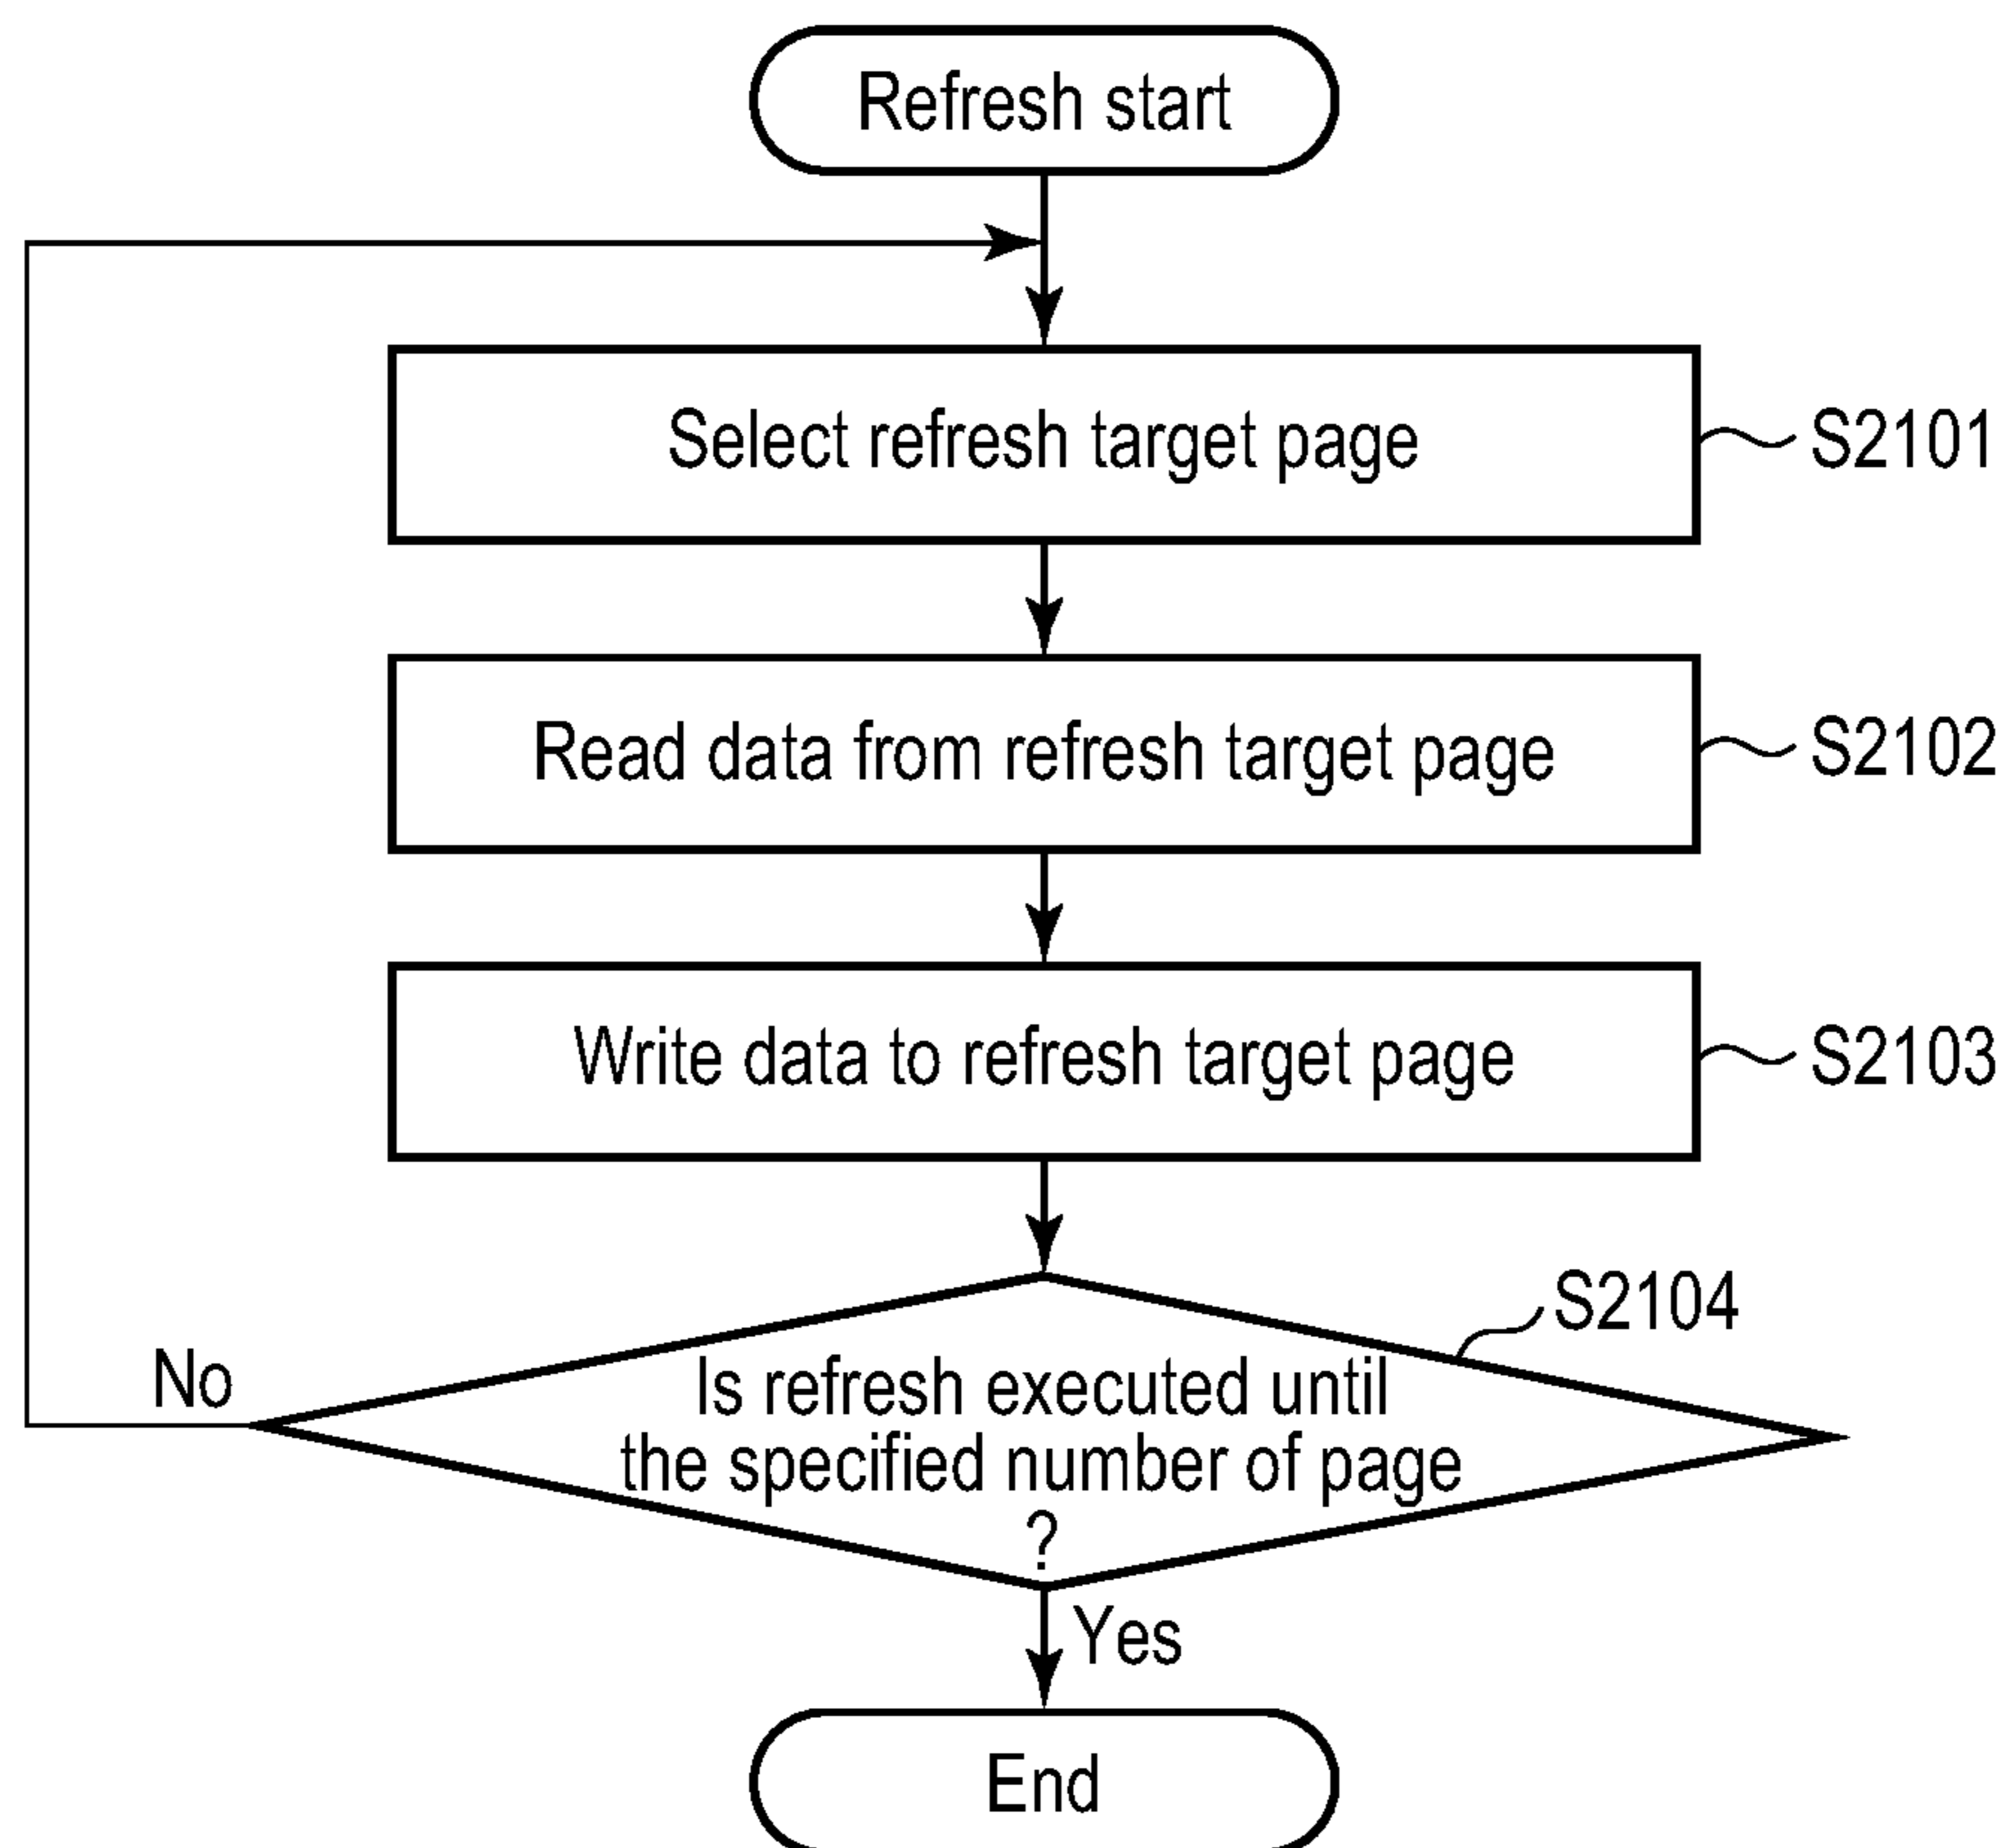 Refresh start
Select refresh target page
S2101
Read data from refresh target page
S2102
Write data to refresh target page
S2103
S2104
Is refresh executed until
the specified number of page
?
No
Yes
End